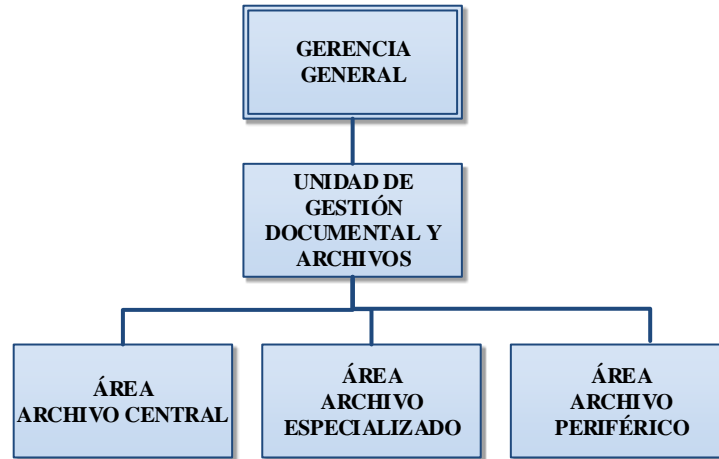 GERENCIA
GENERAL
UNIDAD DE
GESTIÓN
DOCUMENTAL Y
ARCHIVOS
ÁREA
ARCHIVO CENTRAL
ÁREA
ARCHIVO
ESPECIALIZADO
ÁREA
ARCHIVO
PERIFÉRICO